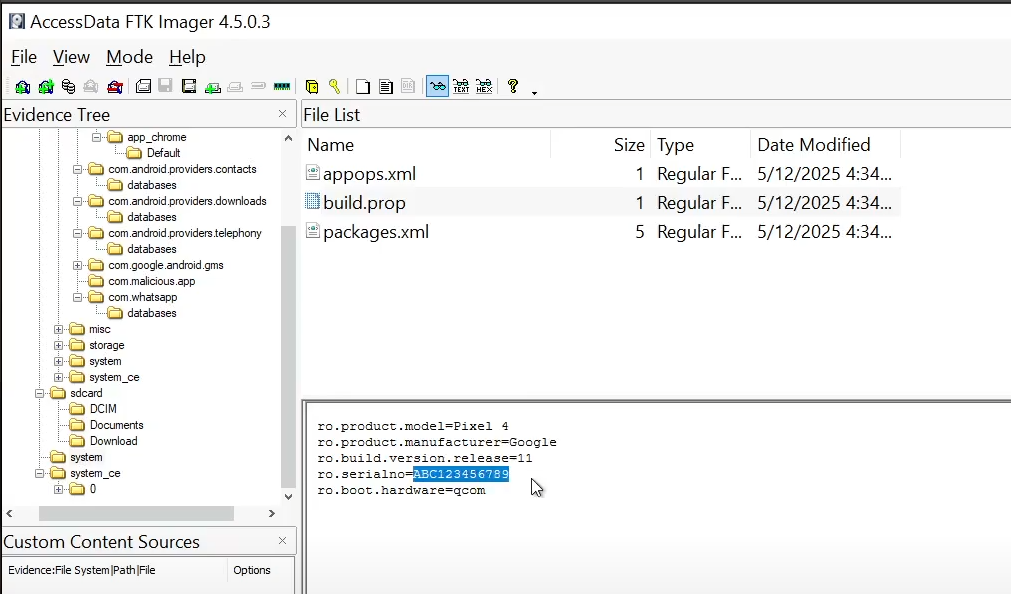 AccessData FTK Imager 4.5.0.3
File View Mode Help
TEXT HEX ?
Evidence Tree
app_chrome
Default
com.android.providers.contacts
databases
com.android.providers.downloads
databases
com.android.providers.telephony
databases
com.google.android.gms
com.malicious.app
com.whatsapp
databases
misc
storage
system
system_ce
sdcard
DCIM
Documents
Download
system
system_ce
0
Custom Content Sources
Evidence:File System|Path|File Options
File List
Name Size Type Date Modified
appops.xml 1 Regular F... 5/12/2025 4:34...
build.prop 1 Regular F... 5/12/2025 4:34...
packages.xml 5 Regular F... 5/12/2025 4:34...
ro.product.model=Pixel 4
ro.product.manufacturer=Google
ro.build.version.release=11
ro.serialno=ABC123456789
ro.boot.hardware=qcom